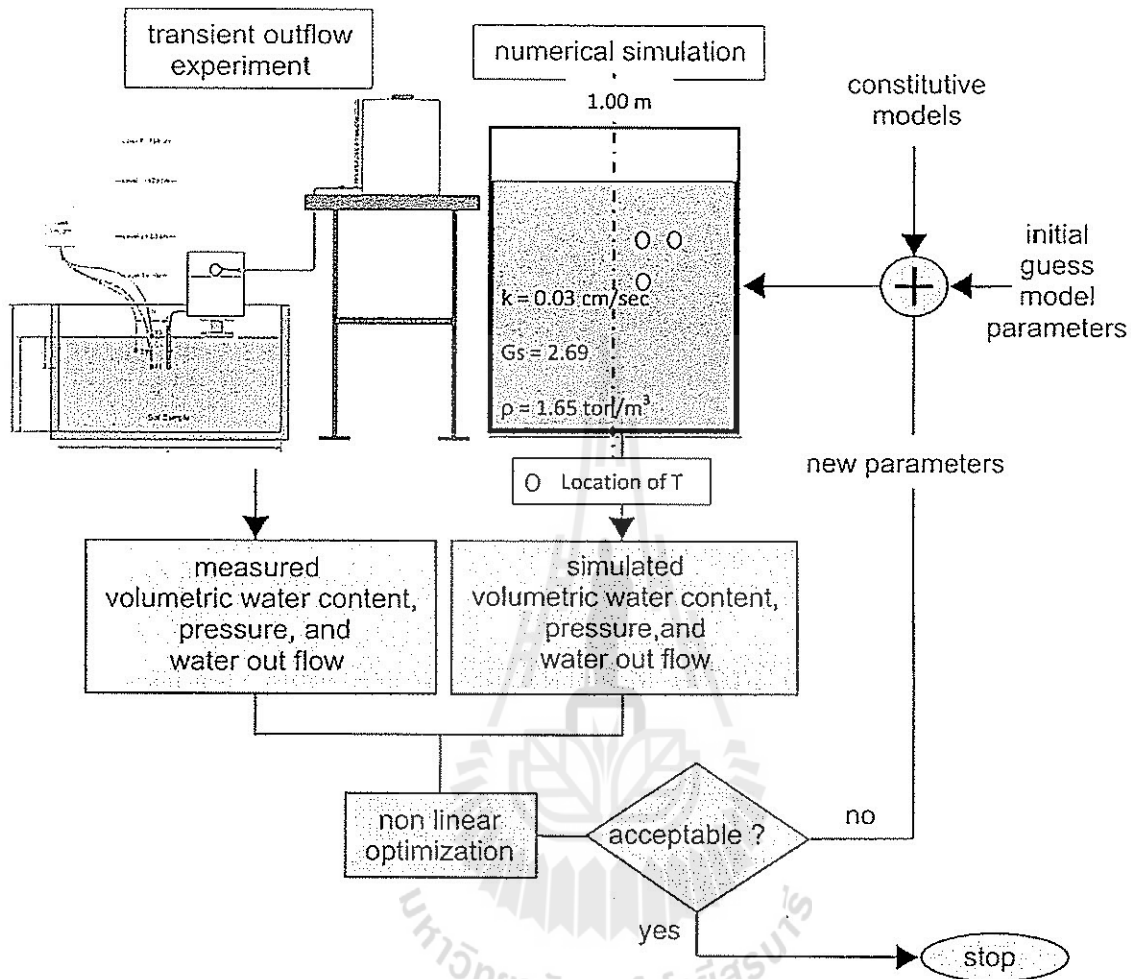 transient outflow
experiment
numerical simulation
1.00 m
constitutive
models
initial
guess
model
parameters
k = 0.03 cm/sec
Gs = 2.69
ρ = 1.65 ton/m³
Soil Sample
O Location of T
new parameters
measured
volumetric water content,
pressure, and
water out flow
simulated
volumetric water content,
pressure,and
water out flow
non linear
optimization
acceptable ?
no
yes
stop